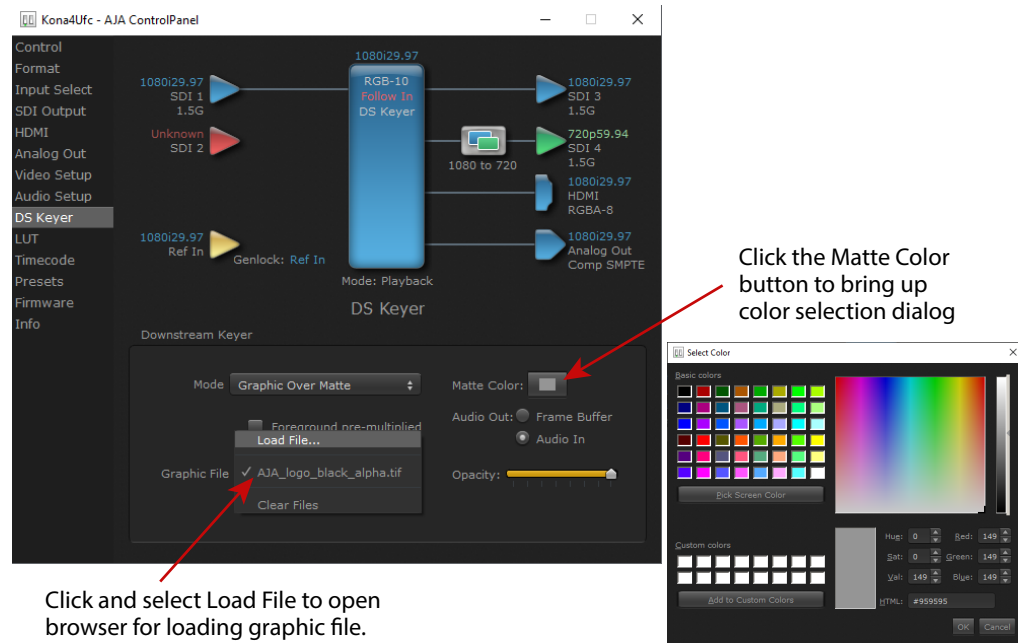 Kona4Ufc - AJA ControlPanel
Control
Format
Input Select
SDI Output
HDMI
Analog Out
Video Setup
Audio Setup
DS Keyer
LUT
Timecode
Presets
Firmware
Info
1080i29.97
RGB-10
Follow In
DS Keyer
1080i29.97
SDI 1
1.5G
Unknown
SDI 2
1080i29.97
Ref In
Genlock: Ref In
Mode: Playback
1080i29.97
SDI 3
1.5G
1080 to 720
720p59.94
SDI 4
1.5G
1080i29.97
HDMI
RGBA-8
1080i29.97
Analog Out
Comp SMPTE
DS Keyer
Downstream Keyer
Mode Graphic Over Matte
Foreground pre-multiplied
Load File...
Graphic File ✓ AJA_logo_black_alpha.tif
Clear Files
Matte Color:
Audio Out: Frame Buffer
Audio In
Opacity:
Click and select Load File to open
browser for loading graphic file.
Click the Matte Color
button to bring up
color selection dialog
Select Color
Basic colors
Pick Screen Color
Custom colors
Add to Custom Colors
Hue: 0 Red: 149
Sat: 0 Green: 149
Val: 149 Blue: 149
HTML: #959595
OK Cancel